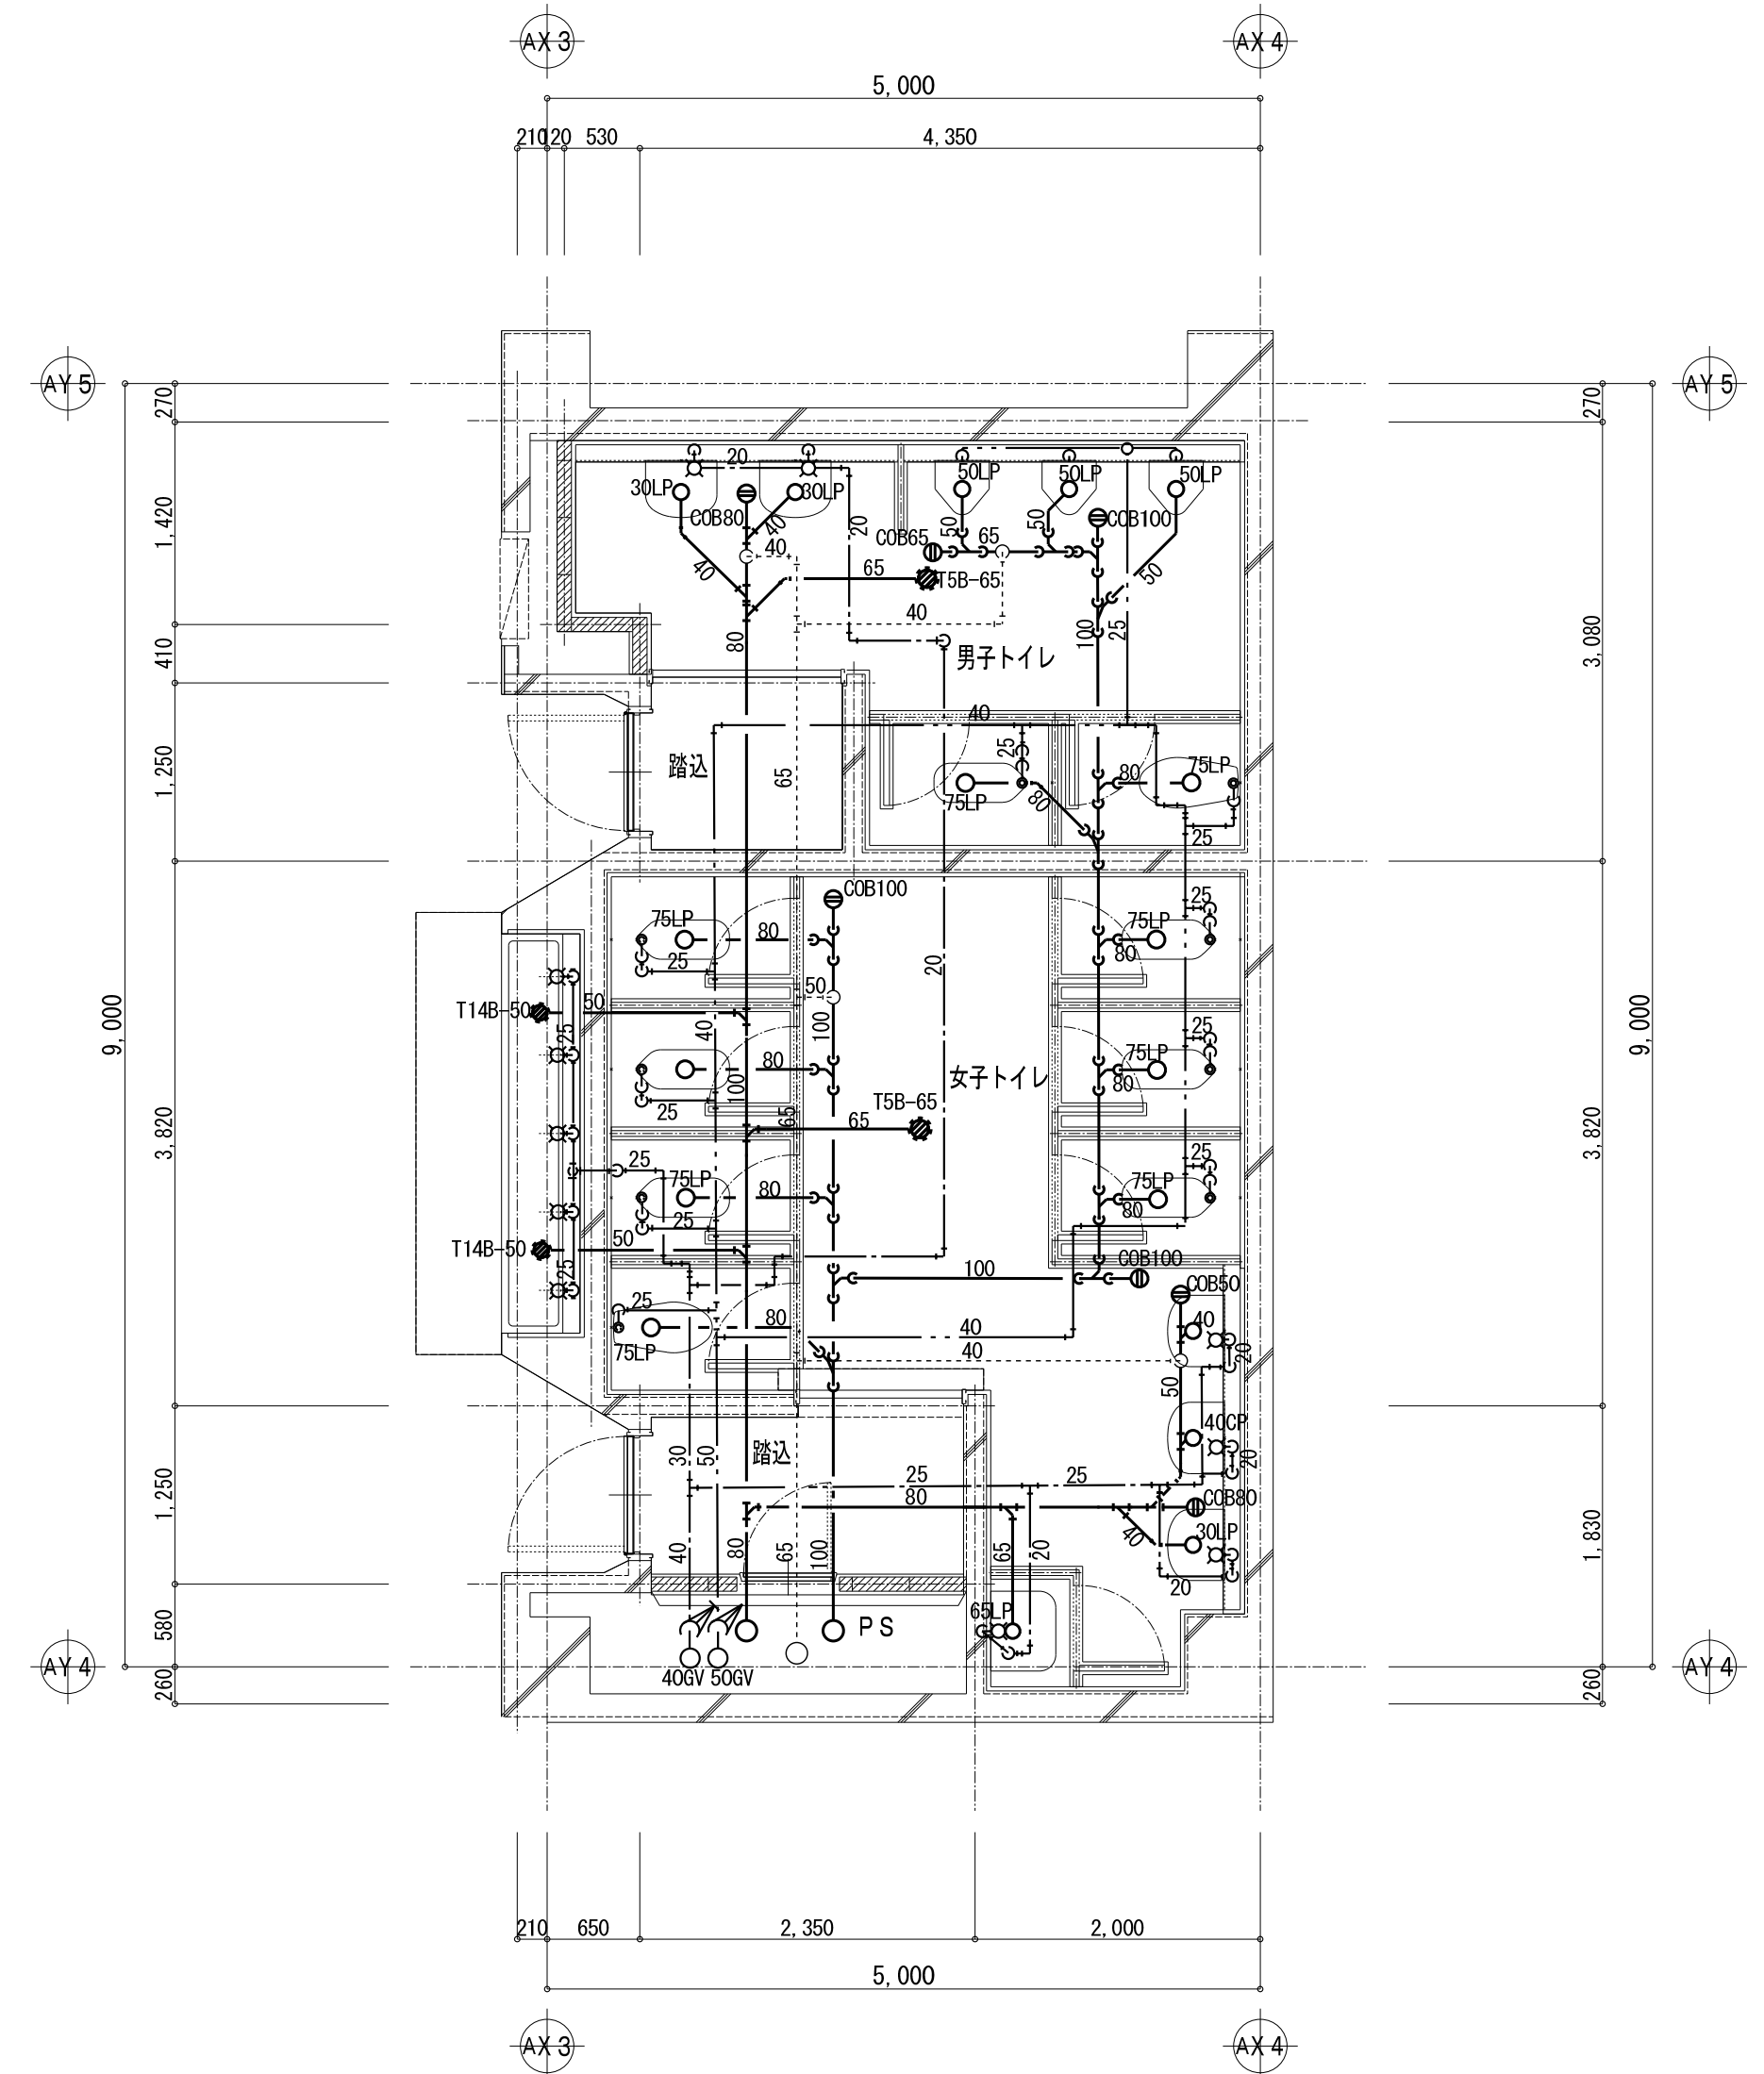 AX 3
AX 4
5,000
210
120
530
4,350
AY 5
AY 5
270
270
20
50LP
50LP
50LP
30LP
30LP
COB80
40
20
50
50
COB100
1,420
COB65
65
40
40
65
T5B-65
50
40
80
100
25
410
男子トイレ
3,080
40
踏込
65
25
75LP
80
1,250
75LP
80
25
COB100
75LP
80
25
75LP
25
80
20
50
T14B-50
50
25
9,000
40
100
25
75LP
9,000
80
女子トイレ
80
100
25
T5B-65
65
65
3,820
3,820
25
25
75LP
80
75LP
25
80
T14B-50
50
25
100
COB100
COB50
25
80
40
75LP
40
20
40
50
40CP
30
50
踏込
20
25
25
80
COB80
1,250
1,830
40
80
65
100
65
20
40
30LP
20
580
65LP
PS
AY 4
40GV
50GV
AY 4
260
260
210
650
2,350
2,000
5,000
AX 3
AX 4